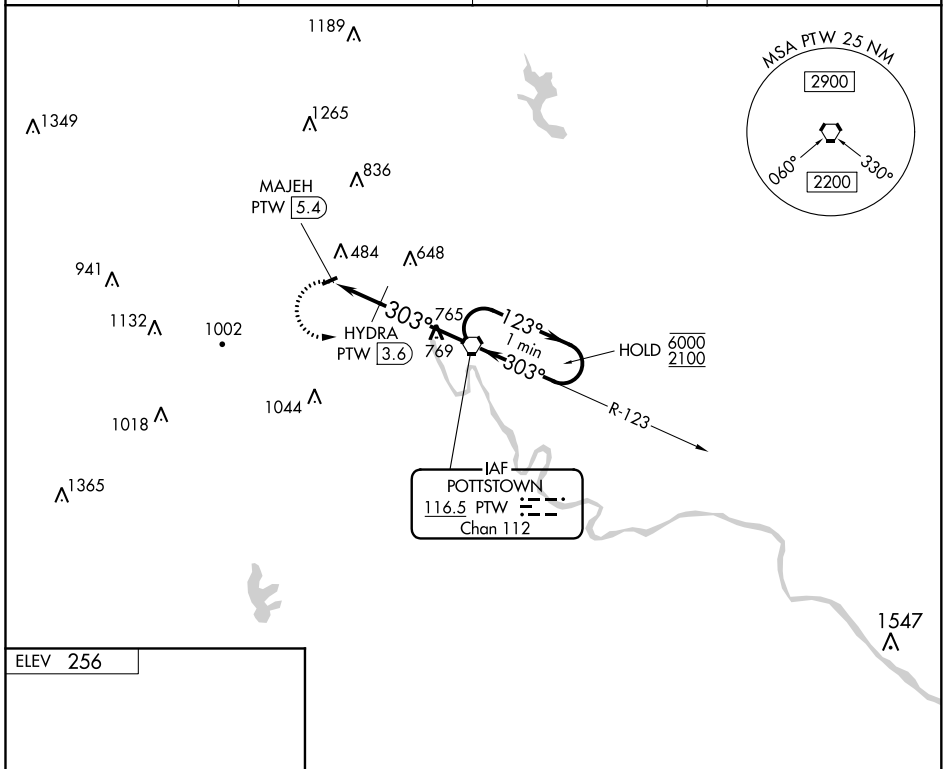 1189
MSA PTW 25 NM
2900
060°
330°
2200
1349
1265
836
MAJEH
PTW 5.4
484
648
941
1132
1002
303°
765
123°
1 min
HYDRA
PTW 3.6
769
303°
HOLD 6000
2100
1044
1018
R-123
1365
IAF
POTTSTOWN
116.5 PTW
Chan 112
1547
ELEV 256